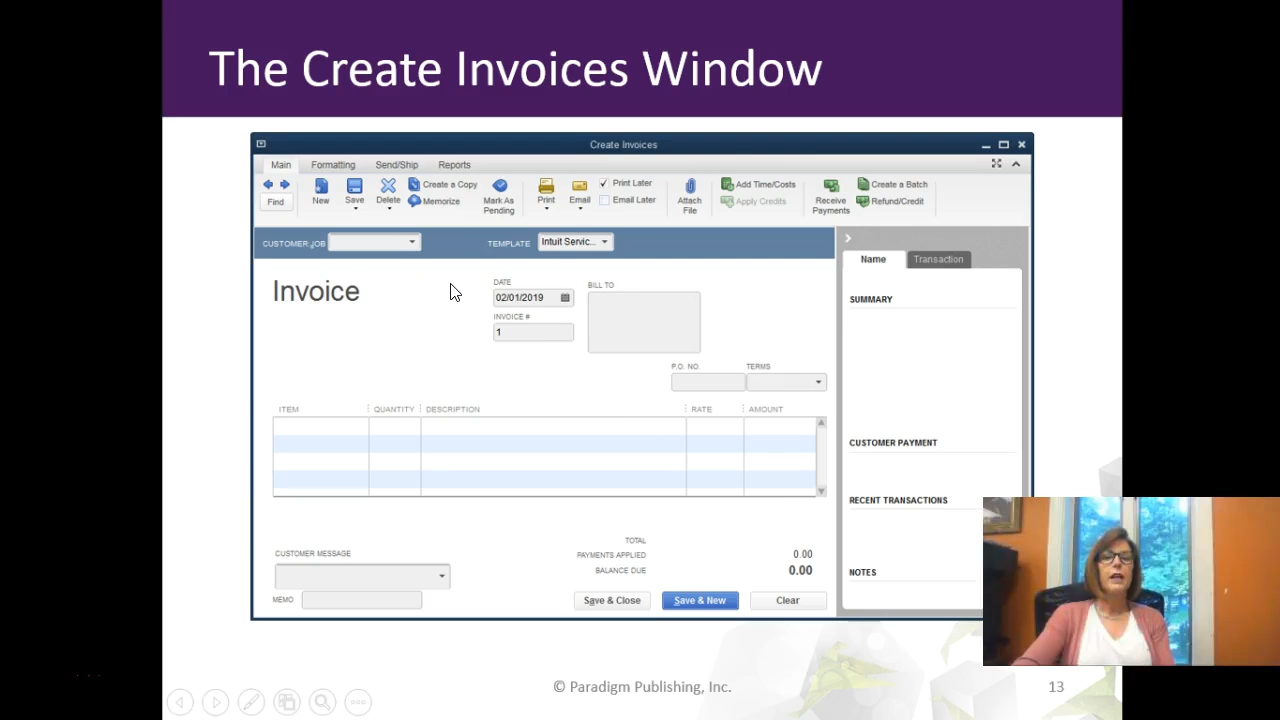 The Create Invoices Window
Create Invoices
Main Formatting Send/Ship Reports
Find New Save Delete Create a Copy Memorize Mark As Pending Print Email Print Later Email Later Attach File Add Time/Costs Apply Credits Receive Payments Create a Batch Refund/Credit
CUSTOMER:JOB TEMPLATE Intuit Servic...
Name Transaction
Invoice
DATE
02/01/2019
INVOICE #
1
BILL TO
P.O. NO. TERMS
ITEM QUANTITY DESCRIPTION RATE AMOUNT
TOTAL
PAYMENTS APPLIED 0.00
BALANCE DUE 0.00
CUSTOMER MESSAGE
MEMO
Save & Close Save & New Clear
SUMMARY
CUSTOMER PAYMENT
RECENT TRANSACTIONS
NOTES
© Paradigm Publishing, Inc. 13